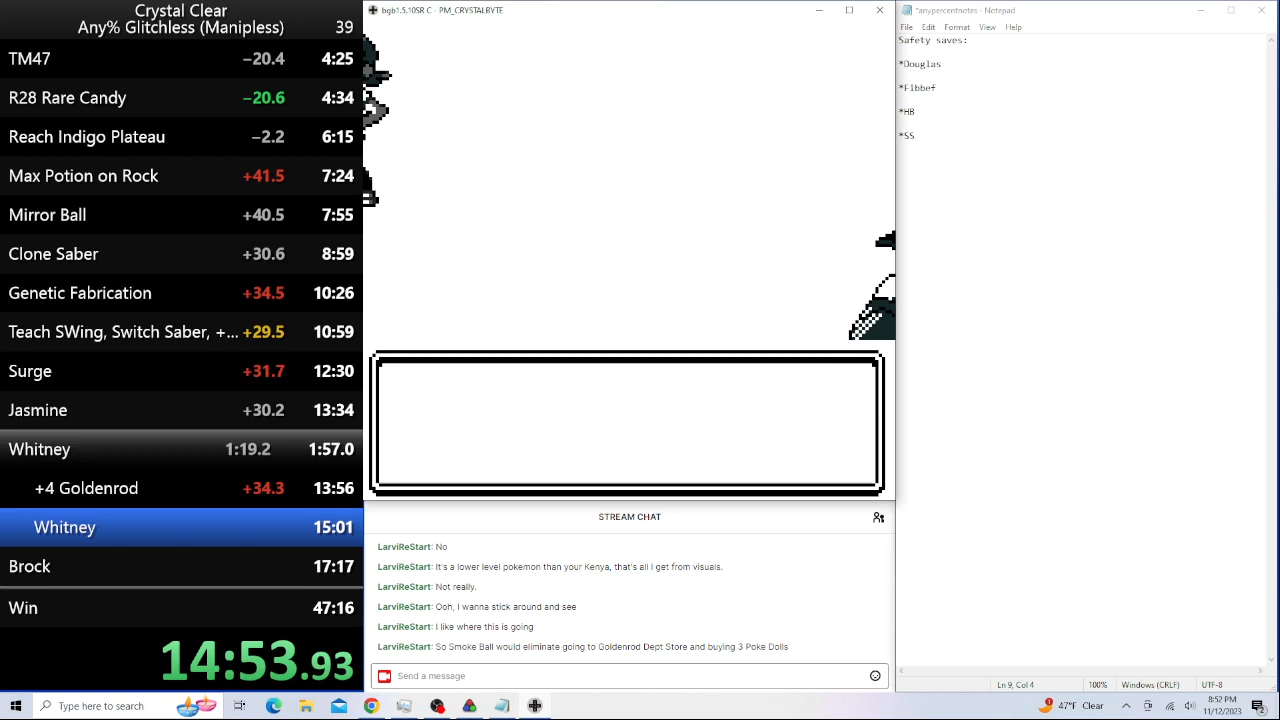 Crystal Clear
Any% Glitchless (Manipless) 39
TM47 −20.4 4:25
R28 Rare Candy −20.6 4:34
Reach Indigo Plateau −2.2 6:15
Max Potion on Rock +41.5 7:24
Mirror Ball +40.5 7:55
Clone Saber +30.6 8:59
Genetic Fabrication +34.5 10:26
Teach SWing, Switch Saber, +... +29.5 10:59
Surge +31.7 12:30
Jasmine +30.2 13:34
Whitney 1:19.2 1:57.0
+4 Goldenrod +34.3 13:56
Whitney 15:01
Brock 17:17
Win 47:16
14:53.93
bgb1.5.10SR C - PM_CRYSTALBYTE
STREAM CHAT
LarviReStart: No
LarviReStart: It's a lower level pokemon than your Kenya, that's all I get from visuals.
LarviReStart: Not really.
LarviReStart: Ooh, I wanna stick around and see
LarviReStart: I like where this is going
LarviReStart: So Smoke Ball would eliminate going to Goldenrod Dept Store and buying 3 Poke Dolls
Send a message
*anypercentnotes - Notepad
File Edit Format View Help
Safety saves:
*Douglas
*Fibbef
*HB
*SS
Ln 9, Col 4 100% Windows (CRLF) UTF-8
Type here to search
47°F Clear
8:52 PM
11/12/2023
2